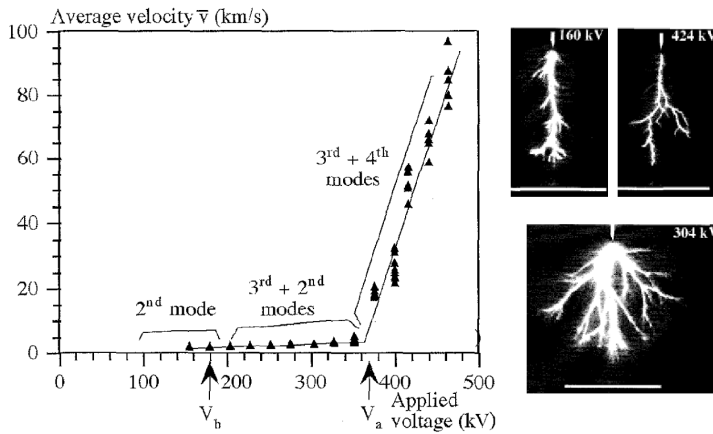 Average velocity v̅ (km/s)
100
80
60
40
20
0
3rd + 4th
modes
3rd + 2nd
modes
2nd mode
0 100 200 300 400 500
Vb
Va
Applied
voltage (kV)
160 kV
424 kV
304 kV